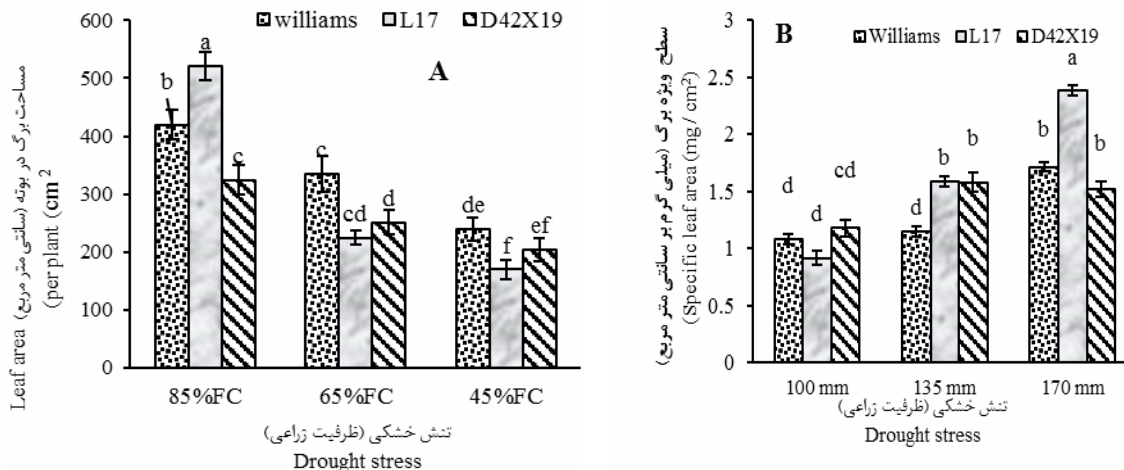 williams L17 D42X19
A
مساحت برگ در بوته (سانتی متر مربع) Leaf area
(per plant (cm²
600
500
400
300
200
100
0
a
b
c
c
cd
d
de
f
ef
85%FC 65%FC 45%FC
تنش خشکی (ظرفیت زراعی)
Drought stress
B
Williams L17 D42X19
سطح ویژه برگ (میلی گرم بر سانتی متر مربع)
(Specific leaf area (mg / cm²
3
2.5
2
1.5
1
0.5
0
d
d
cd
d
b
b
b
a
b
100 mm 135 mm 170 mm
تنش خشکی (ظرفیت زراعی)
Drought stress